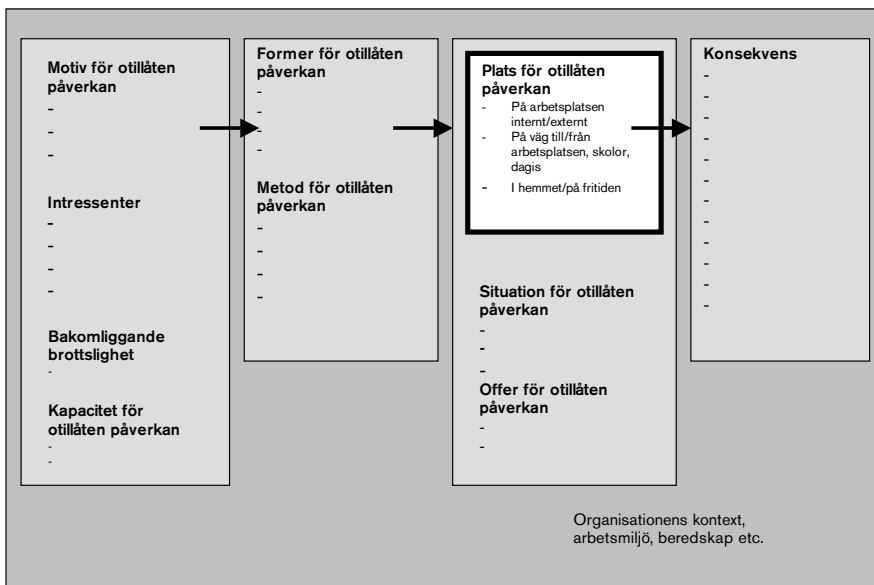 Motiv för otillåten
påverkan
-
-
-
Intressenter
-
-
-
-
Bakomliggande
brottslighet
-
Kapacitet för
otillåten påverkan
-
-
Former för otillåten
påverkan
-
-
-
-
Metod för otillåten
påverkan
-
-
-
-
Plats för otillåten
påverkan
- På arbetsplatsen
internt/externt
- På väg till/från
arbetsplatsen, skolor,
dagis
- I hemmet/på fritiden
Situation för otillåten
påverkan
-
-
-
Offer för otillåten
påverkan
-
-
Konsekvens
-
-
-
-
-
-
-
-
-
-
-
-
Organisationens kontext,
arbetsmiljö, beredskap etc.